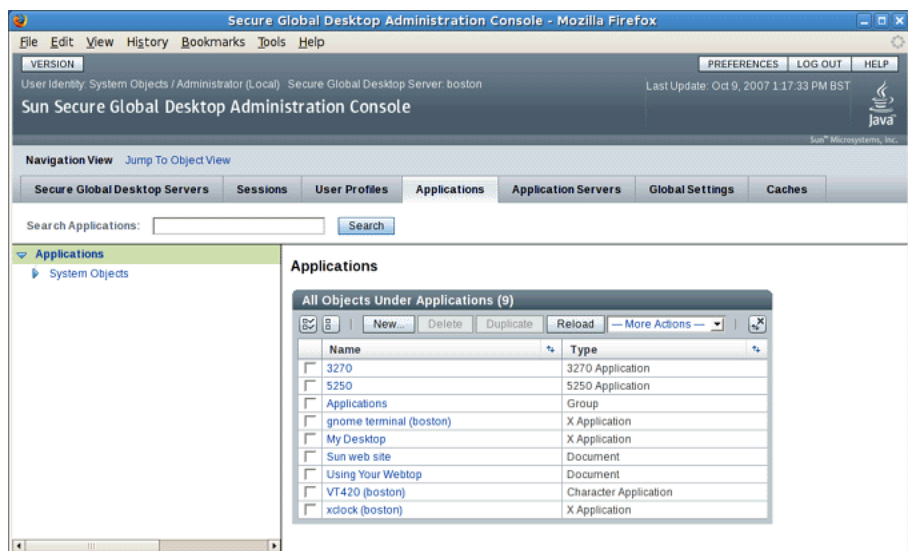 Secure Global Desktop Administration Console - Mozilla Firefox
File Edit View History Bookmarks Tools Help
VERSION PREFERENCES LOG OUT HELP
User Identity: System Objects / Administrator (Local) Secure Global Desktop Server: boston Last Update: Oct 9, 2007 1:17:33 PM BST
Sun Secure Global Desktop Administration Console
Java
Sun™ Microsystems, Inc.
Navigation View Jump To Object View
Secure Global Desktop Servers Sessions User Profiles Applications Application Servers Global Settings Caches
Search Applications: Search
Applications
System Objects
Applications
All Objects Under Applications (9)
New... Delete Duplicate Reload — More Actions —
Name Type
3270 3270 Application
5250 5250 Application
Applications Group
gnome terminal (boston) X Application
My Desktop X Application
Sun web site Document
Using Your Webtop Document
VT420 (boston) Character Application
xclock (boston) X Application